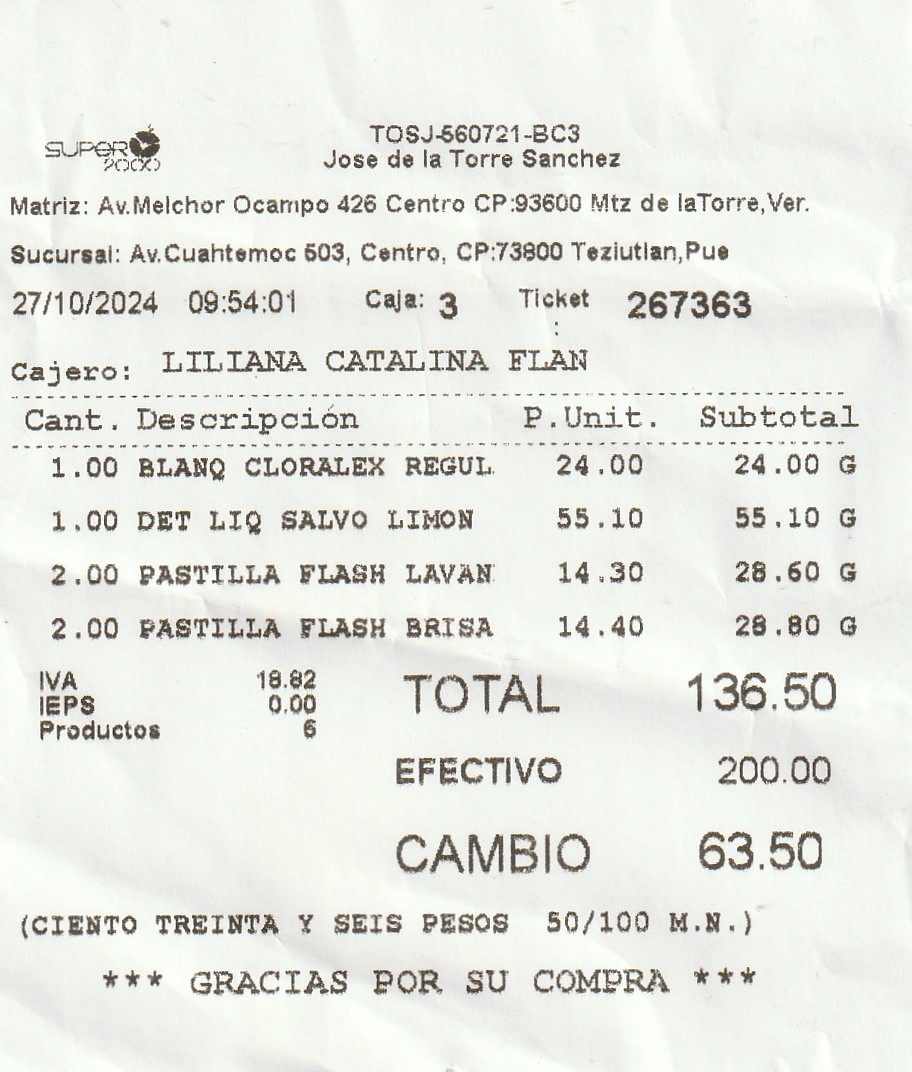 SUPER 2000
TOSJ-560721-BC3
Jose de la Torre Sanchez
Matriz: Av.Melchor Ocampo 426 Centro CP:93600 Mtz de laTorre,Ver.
Sucursal: Av.Cuahtemoc 503, Centro, CP:73800 Teziutlan,Pue
27/10/2024 09:54:01 Caja: 3 Ticket : 267363
Cajero: LILIANA CATALINA FLAN
Cant. Descripción P.Unit. Subtotal
1.00 BLANQ CLORALEX REGUL 24.00 24.00 G
1.00 DET LIQ SALVO LIMON 55.10 55.10 G
2.00 PASTILLA FLASH LAVAN 14.30 28.60 G
2.00 PASTILLA FLASH BRISA 14.40 28.80 G
IVA 18.82
IEPS 0.00
Productos 6
TOTAL 136.50
EFECTIVO 200.00
CAMBIO 63.50
(CIENTO TREINTA Y SEIS PESOS 50/100 M.N.)
*** GRACIAS POR SU COMPRA ***